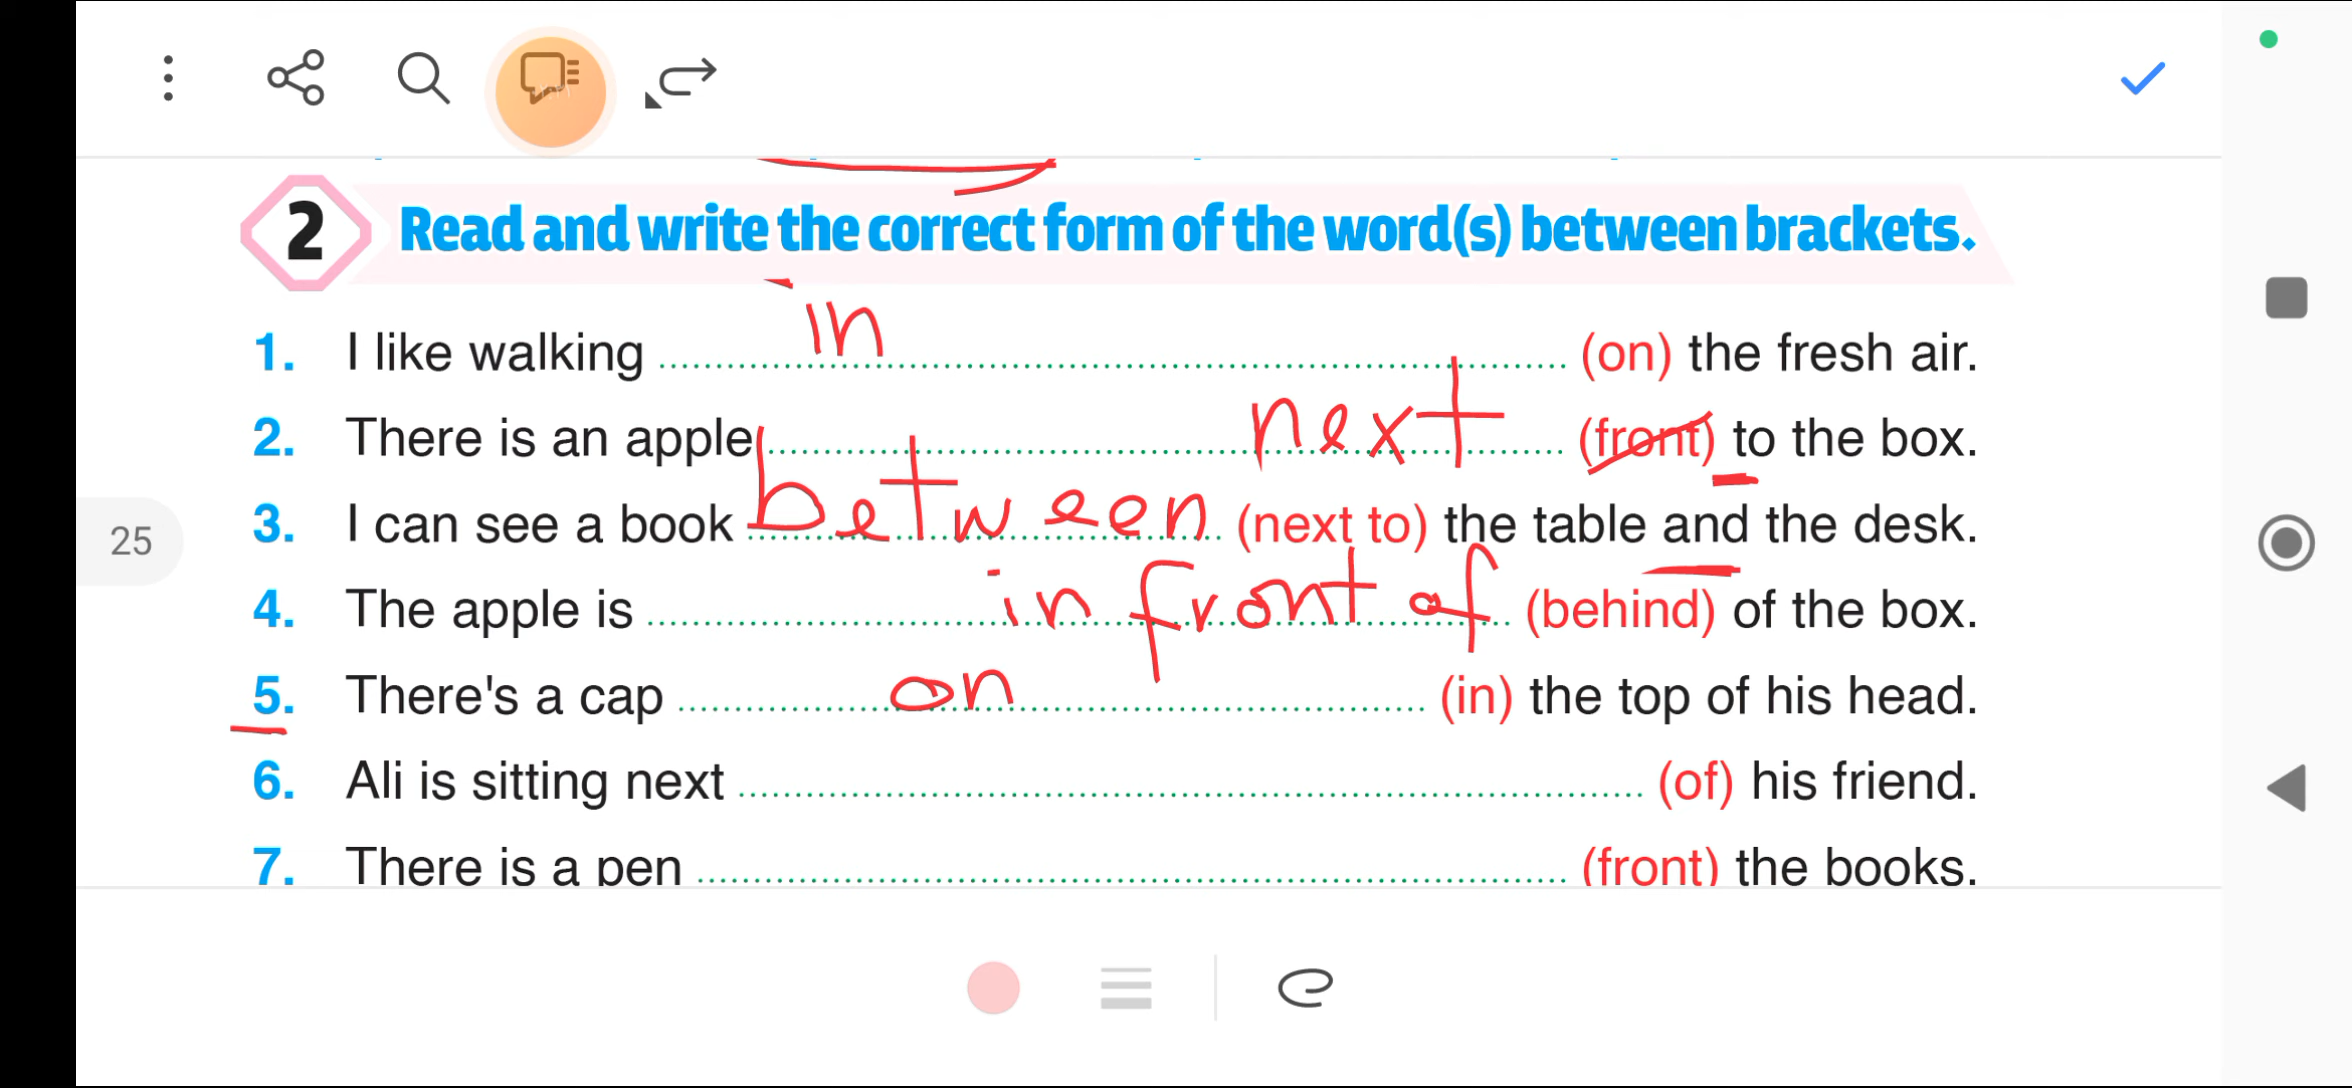 2 Read and write the correct form of the word(s) between brackets.
1. I like walking in (on) the fresh air.
2. There is an apple next (front) to the box.
3. I can see a book between (next to) the table and the desk.
25
4. The apple is in front of (behind) of the box.
5. There's a cap on (in) the top of his head.
6. Ali is sitting next (of) his friend.
7. There is a pen (front) the books.